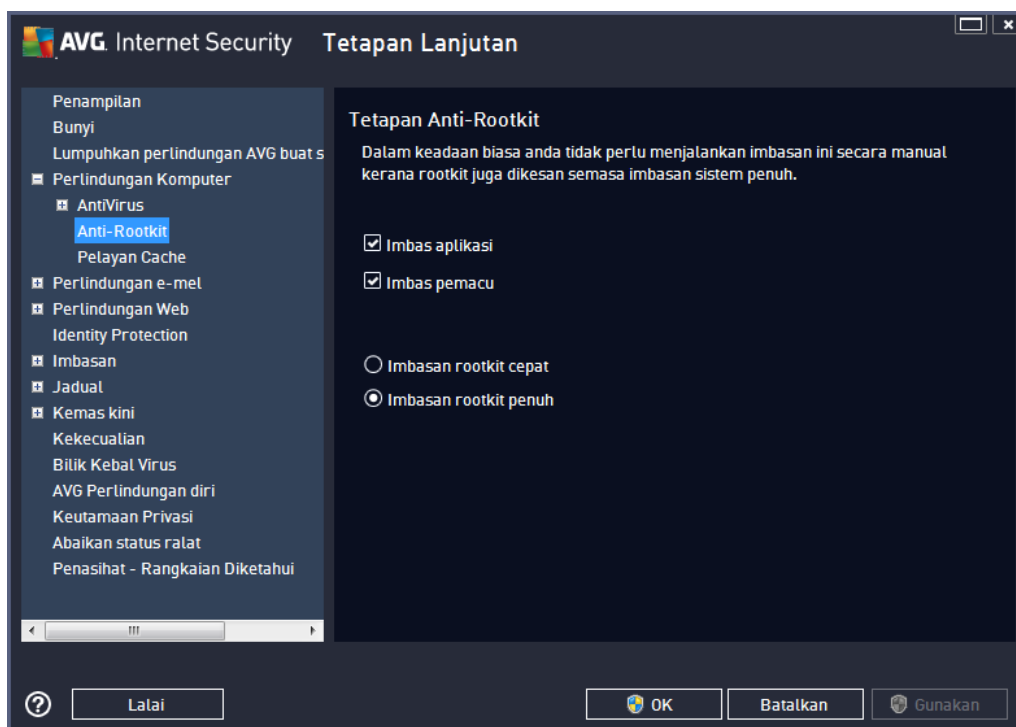 AVG. Internet Security Tetapan Lanjutan
Penampilan
Bunyi
Lumpuhkan perlindungan AVG buat s
Perlindungan Komputer
AntiVirus
Anti-Rootkit
Pelayan Cache
Perlindungan e-mel
Perlindungan Web
Identity Protection
Imbasan
Jadual
Kemas kini
Kekecualian
Bilik Kebal Virus
AVG Perlindungan diri
Keutamaan Privasi
Abaikan status ralat
Penasihat - Rangkaian Diketahui
Tetapan Anti-Rootkit
Dalam keadaan biasa anda tidak perlu menjalankan imbasan ini secara manual
kerana rootkit juga dikesan semasa imbasan sistem penuh.
Imbas aplikasi
Imbas pemacu
Imbasan rootkit cepat
Imbasan rootkit penuh
Lalai
OK
Batalkan
Gunakan